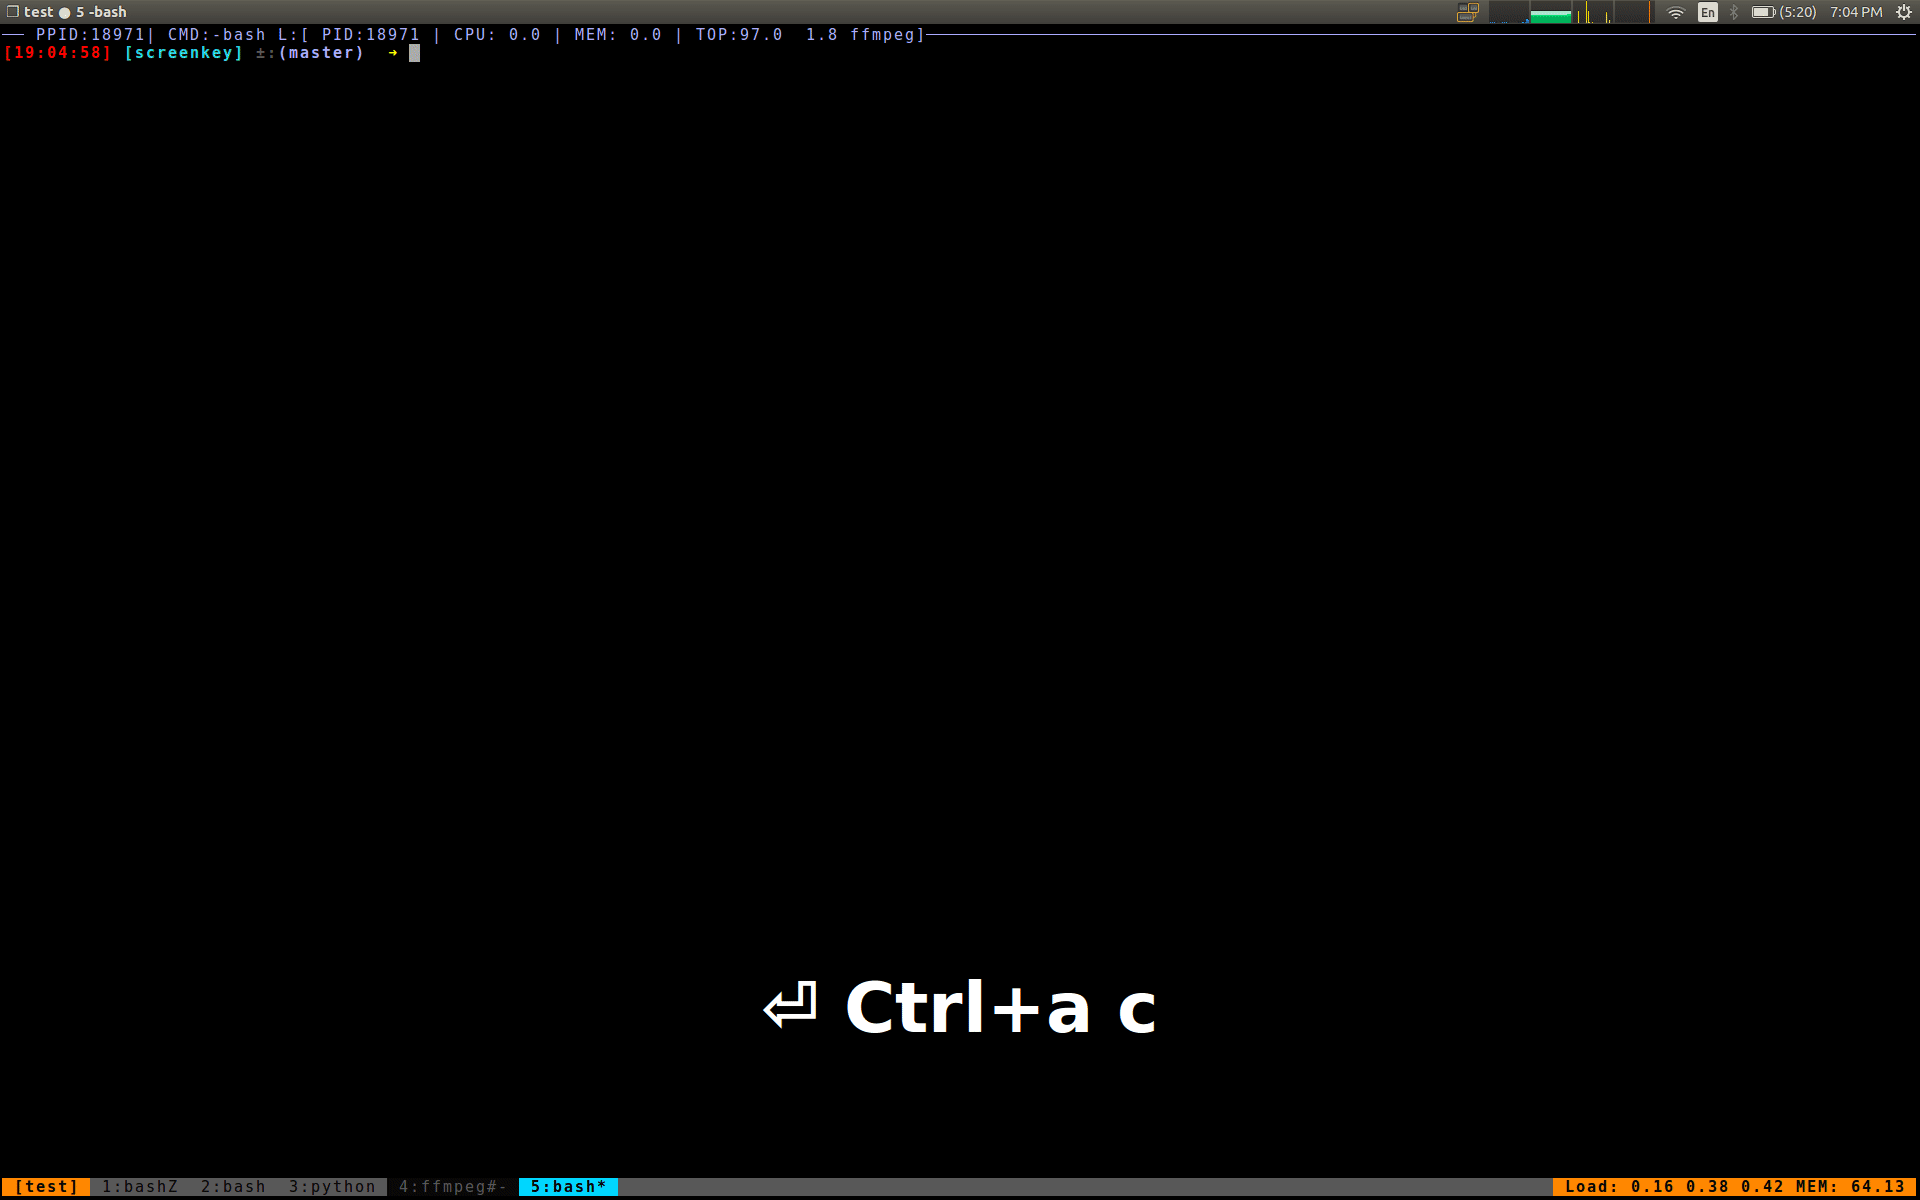 test ● 5 -bash En (5:20) 7:04 PM
PPID:18971| CMD:-bash L:[ PID:18971 | CPU: 0.0 | MEM: 0.0 | TOP:97.0 1.8 ffmpeg]
[19:04:58] [screenkey] ±:(master) ➜
⏎ Ctrl+a c
[test] 1:bashZ 2:bash 3:python 4:ffmpeg#- 5:bash* Load: 0.16 0.38 0.42 MEM: 64.13